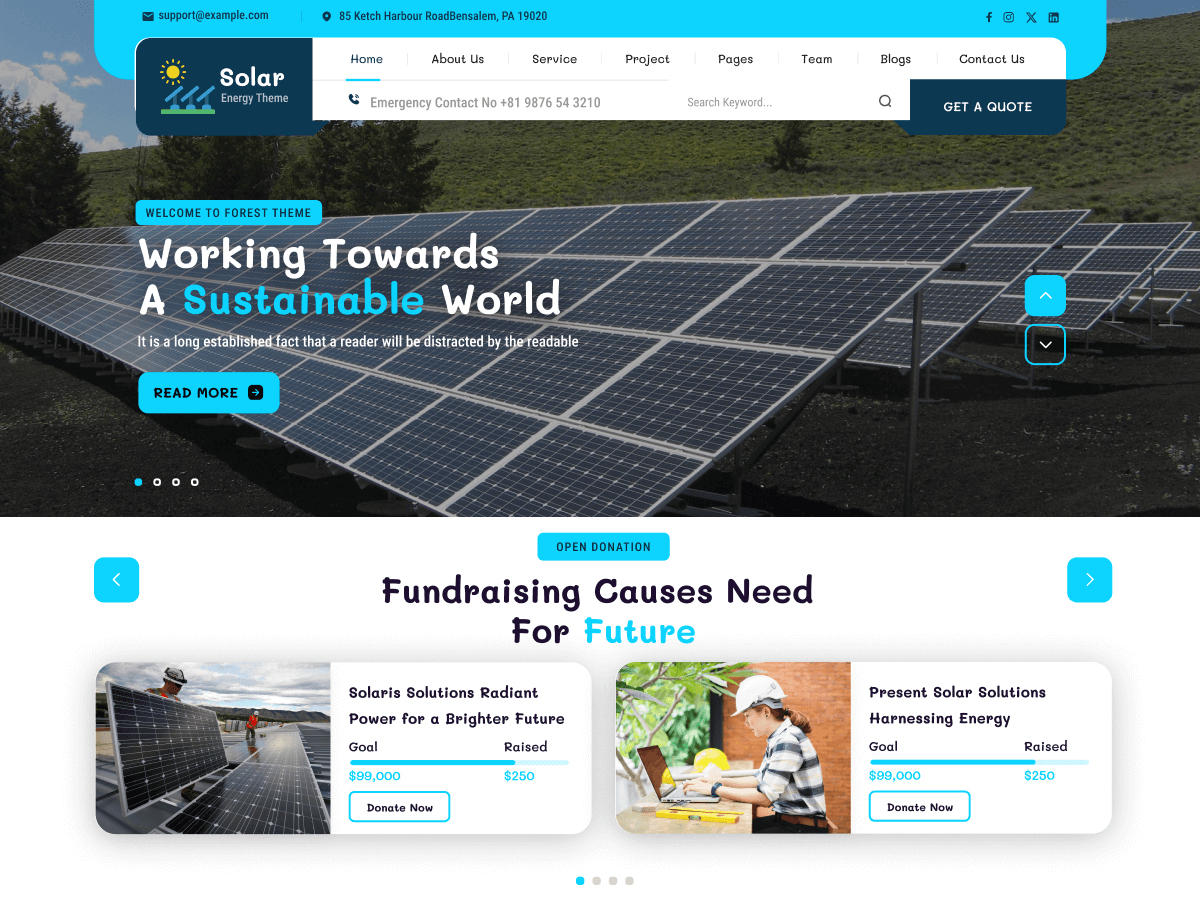 support@example.com
85 Ketch Harbour RoadBensalem, PA 19020
Solar
Energy Theme
Home
About Us
Service
Project
Pages
Team
Blogs
Contact Us
Emergency Contact No +81 9876 54 3210
Search Keyword...
GET A QUOTE
WELCOME TO FOREST THEME
Working Towards
A Sustainable World
It is a long established fact that a reader will be distracted by the readable
READ MORE
OPEN DONATION
Fundraising Causes Need
For Future
Solaris Solutions Radiant
Power for a Brighter Future
Goal Raised
$99,000 $250
Donate Now
Present Solar Solutions
Harnessing Energy
Goal Raised
$99,000 $250
Donate Now